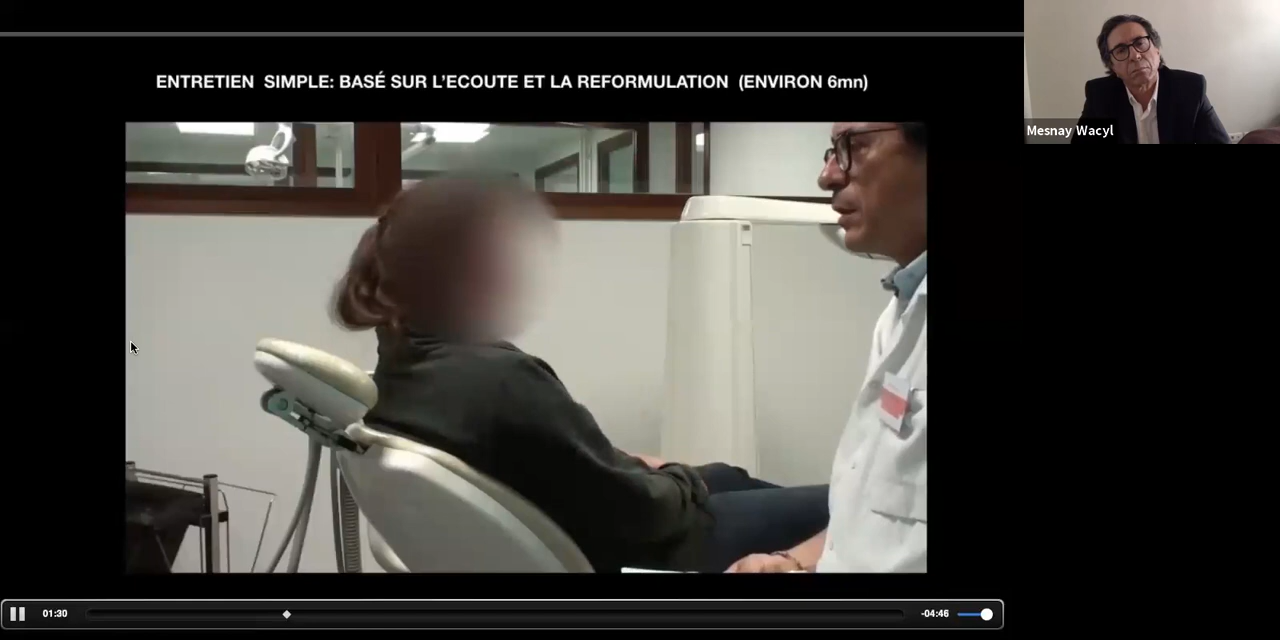 ENTRETIEN SIMPLE: BASÉ SUR L'ECOUTE ET LA REFORMULATION (ENVIRON 6mn)
Mesnay Wacyl
01:30
-04:46